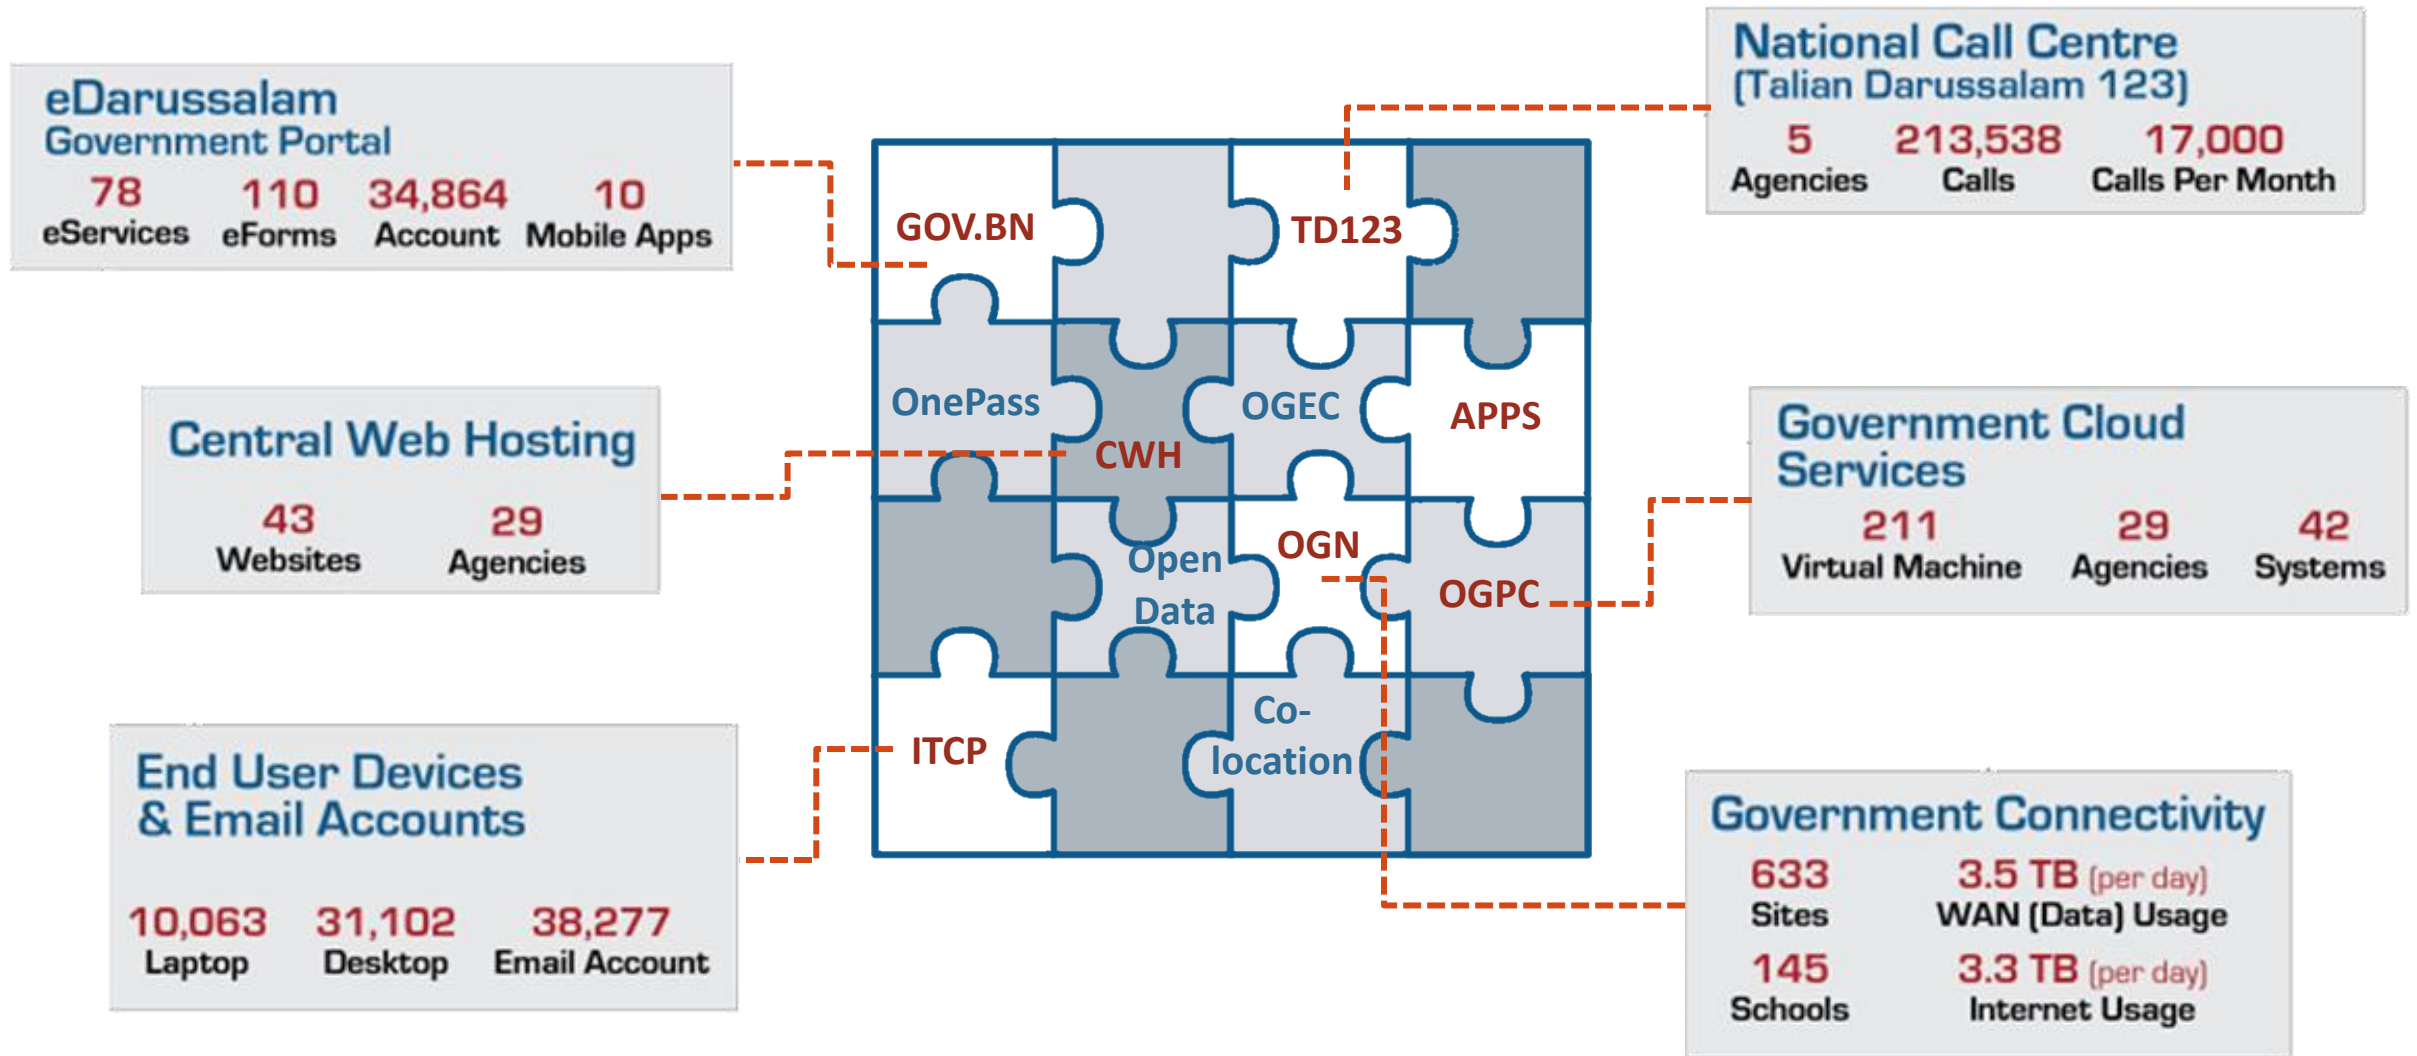 eDarussalam
Government Portal
78 110 34,864 10
eServices eForms Account Mobile Apps
National Call Centre
(Talian Darussalam 123)
5 213,538 17,000
Agencies Calls Calls Per Month
GOV.BN
TD123
OnePass
CWH
OGEC
APPS
Open
Data
OGN
OGPC
ITCP
Co-
location
Central Web Hosting
43 29
Websites Agencies
Government Cloud
Services
211 29 42
Virtual Machine Agencies Systems
End User Devices
& Email Accounts
10,063 31,102 38,277
Laptop Desktop Email Account
Government Connectivity
633 3.5 TB (per day)
Sites WAN (Data) Usage
145 3.3 TB (per day)
Schools Internet Usage